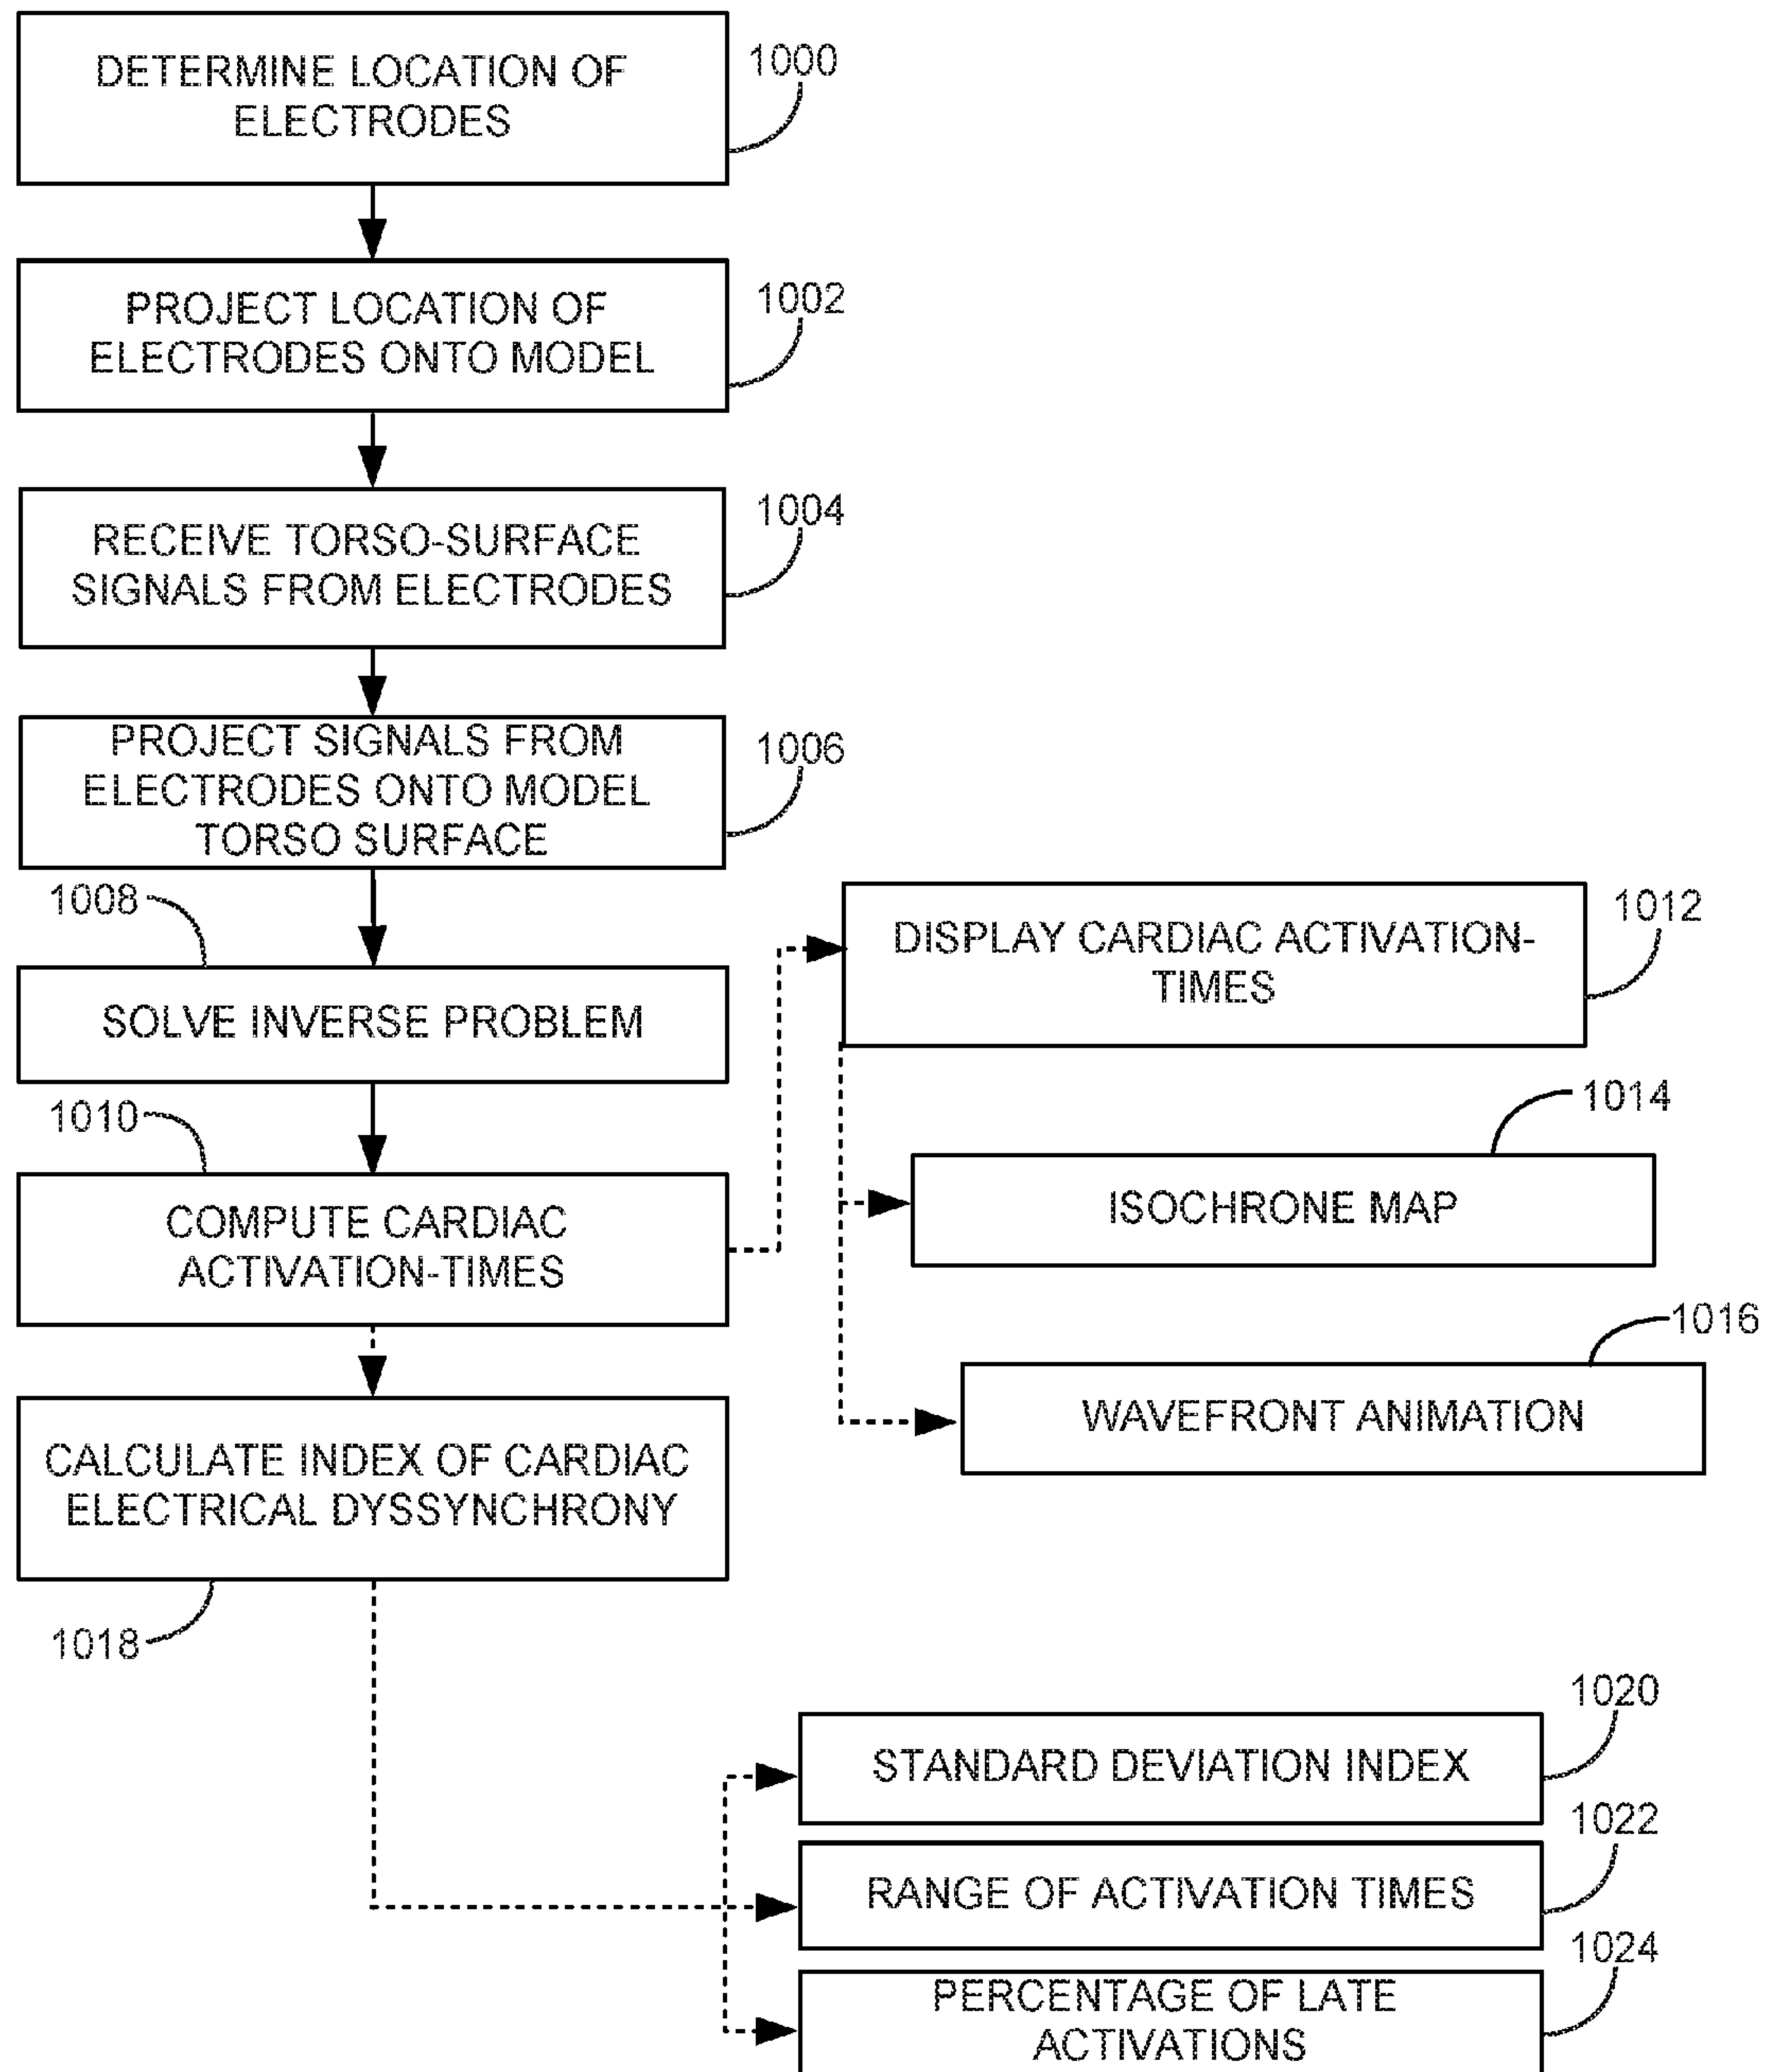 DETERMINE LOCATION OF
ELECTRODES
1000
PROJECT LOCATION OF
ELECTRODES ONTO MODEL
1002
RECEIVE TORSO-SURFACE
SIGNALS FROM ELECTRODES
1004
PROJECT SIGNALS FROM
ELECTRODES ONTO MODEL
TORSO SURFACE
1006
1008
SOLVE INVERSE PROBLEM
1010
COMPUTE CARDIAC
ACTIVATION-TIMES
DISPLAY CARDIAC ACTIVATION-
TIMES
1012
1014
ISOCHRONE MAP
1016
WAVEFRONT ANIMATION
CALCULATE INDEX OF CARDIAC
ELECTRICAL DYSSYNCHRONY
1018
1020
STANDARD DEVIATION INDEX
1022
RANGE OF ACTIVATION TIMES
1024
PERCENTAGE OF LATE
ACTIVATIONS